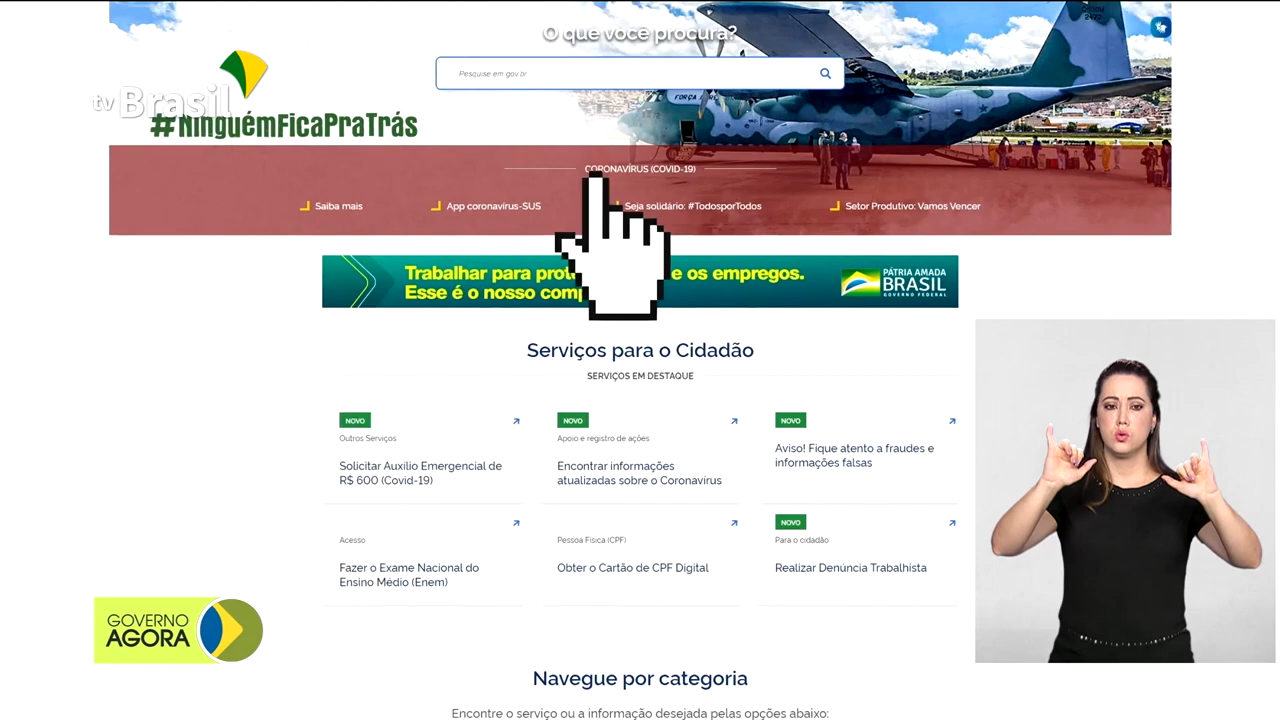 O que você procura?
Pesquise em gov.br
tv Brasil
#NinguémFicaPraTrás
FORÇA
CORONAVÍRUS (COVID-19)
Saiba mais
App coronavírus-SUS
Seja solidário: #TodosporTodos
Setor Produtivo: Vamos Vencer
Trabalhar para e os empregos.
Esse é o nosso
PÁTRIA AMADA
BRASIL
GOVERNO FEDERAL
Serviços para o Cidadão
SERVIÇOS EM DESTAQUE
NOVO
Outros Serviços
Solicitar Auxílio Emergencial de
R$ 600 (Covid-19)
NOVO
Apoio e registro de ações
Encontrar informações
atualizadas sobre o Coronavírus
NOVO
Aviso! Fique atento a fraudes e
informações falsas
Acesso
Fazer o Exame Nacional do
Ensino Médio (Enem)
Pessoa Física (CPF)
Obter o Cartão de CPF Digital
NOVO
Para o cidadão
Realizar Denúncia Trabalhista
GOVERNO
AGORA
Navegue por categoria
Encontre o serviço ou a informação desejada pelas opções abaixo: